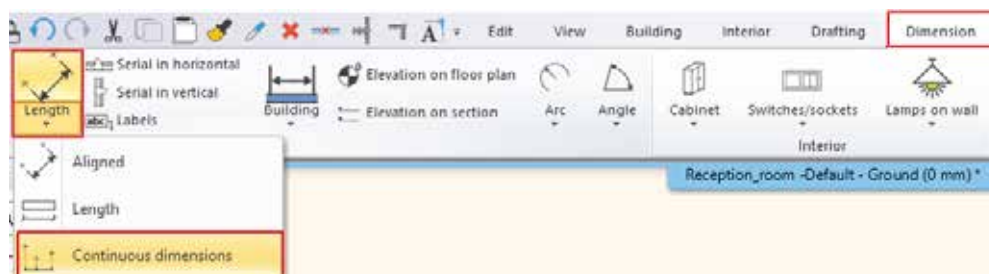 Edit View Building Interior Drafting Dimension
Serial in horizontal
Serial in vertical
abc Labels
Length
Building
Elevation on floor plan
Elevation on section
Arc
Angle
Cabinet
Switches/sockets
Lamps on wall
Interior
Reception_room -Default - Ground (0 mm)*
Aligned
Length
Continuous dimensions